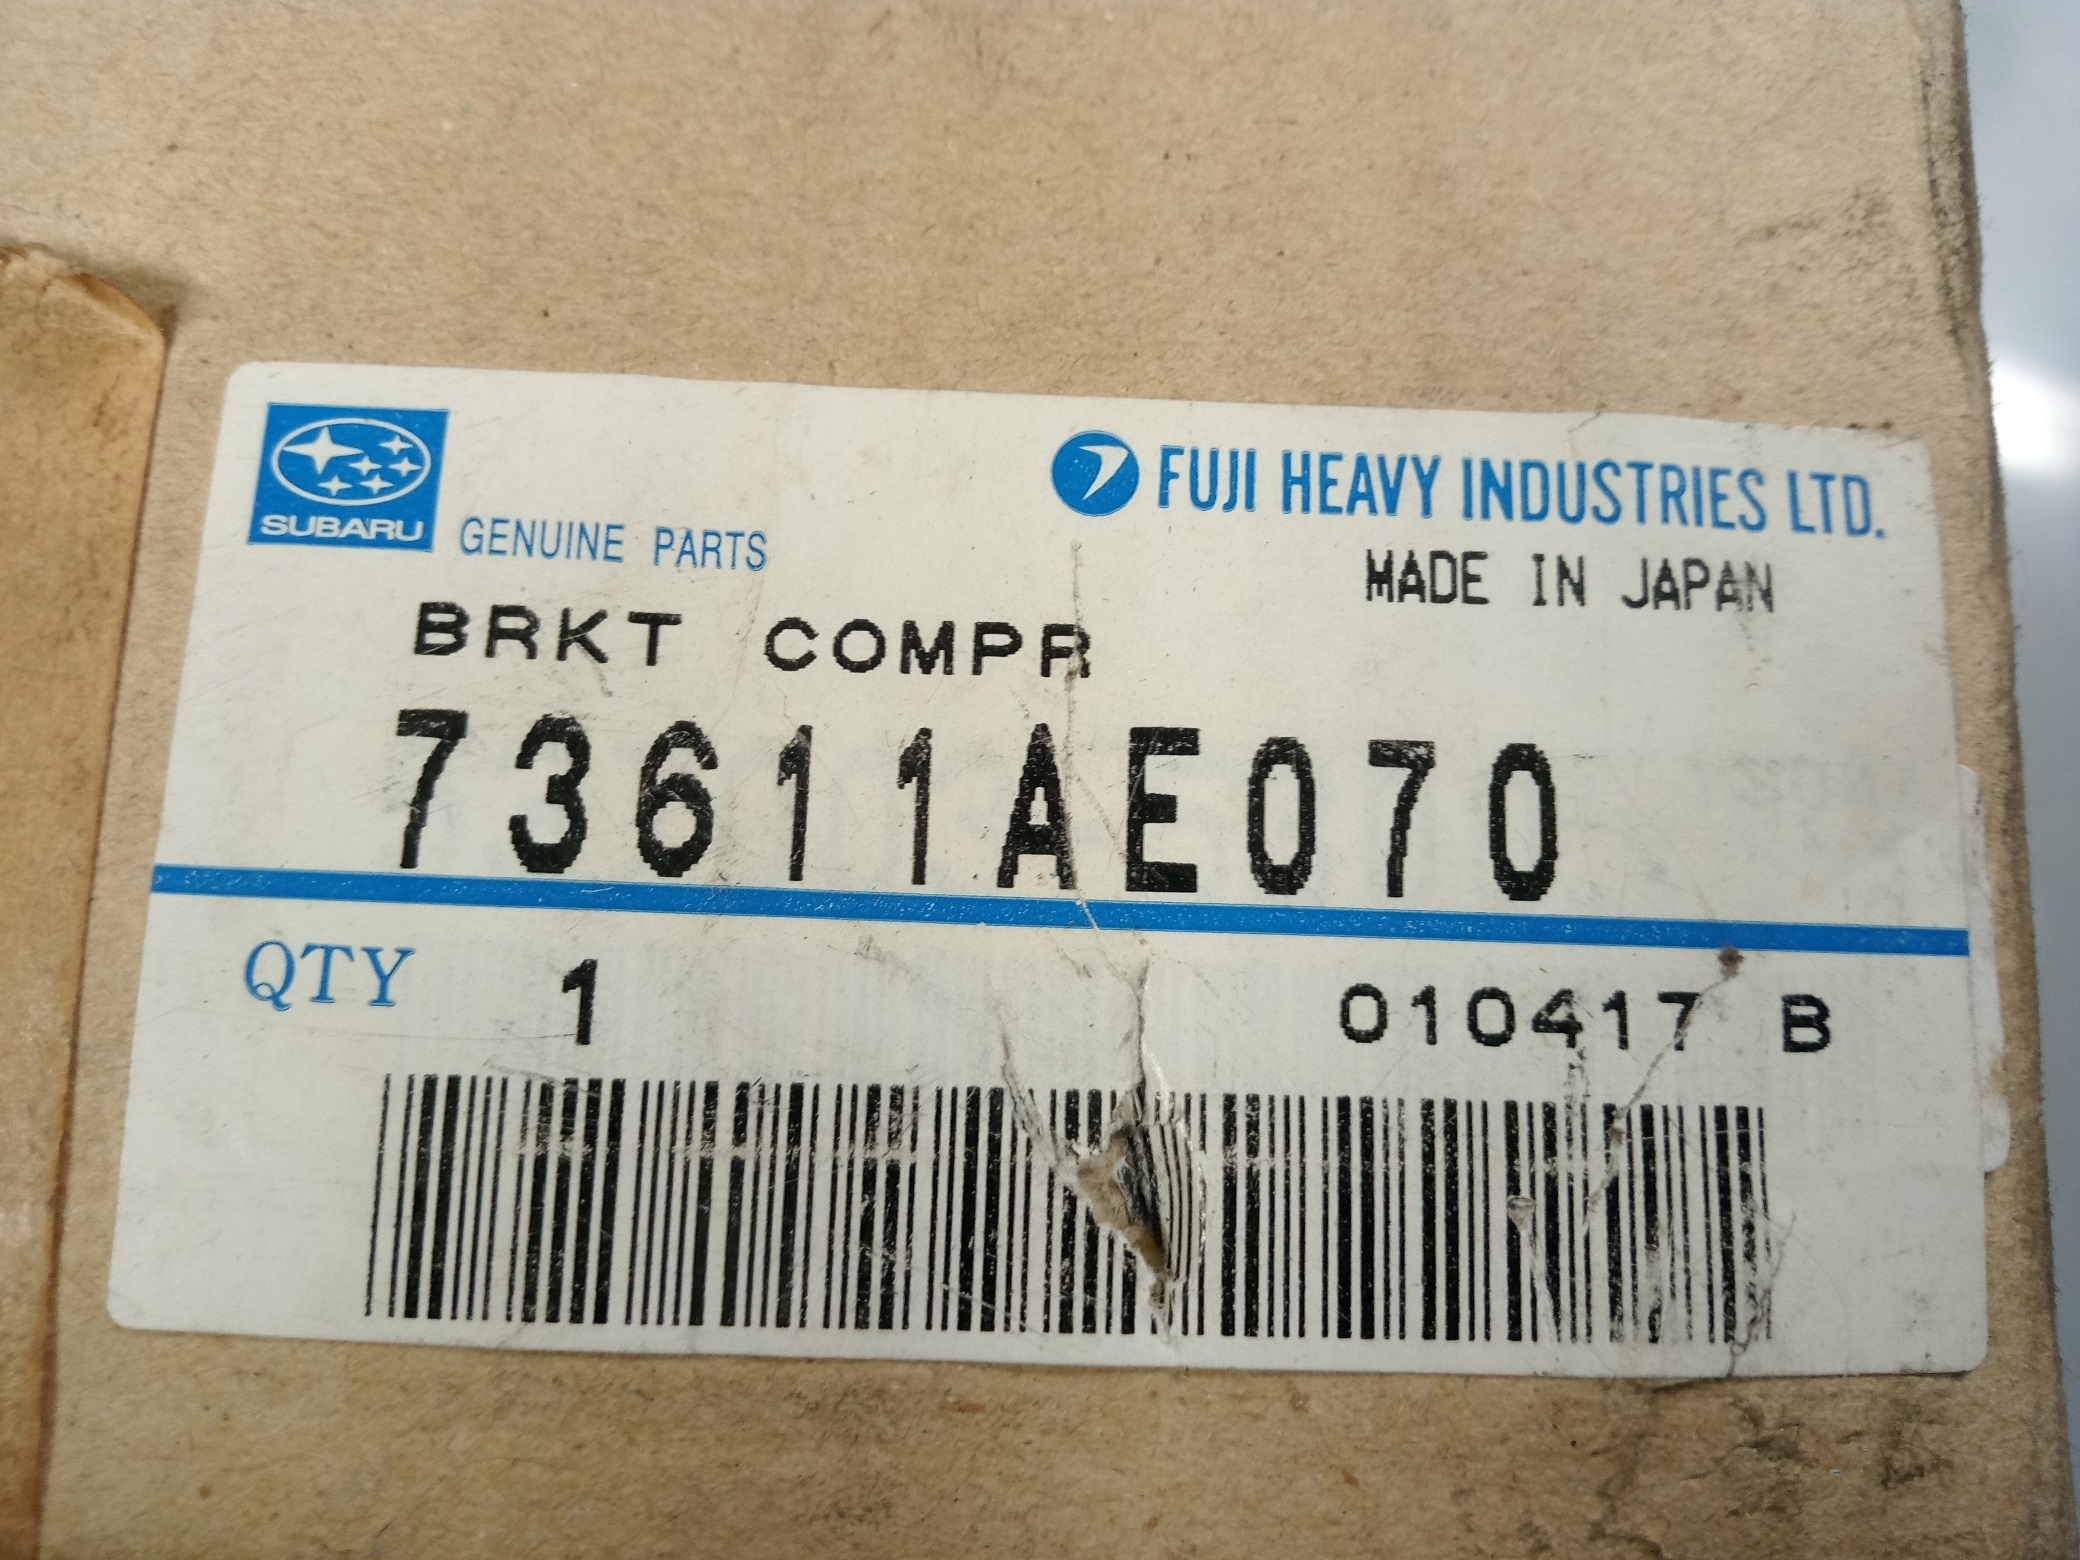 SUBARU
GENUINE PARTS
FUJI HEAVY INDUSTRIES LTD.
MADE IN JAPAN
BRKT COMPR
73611AE070
QTY 1
010417 B